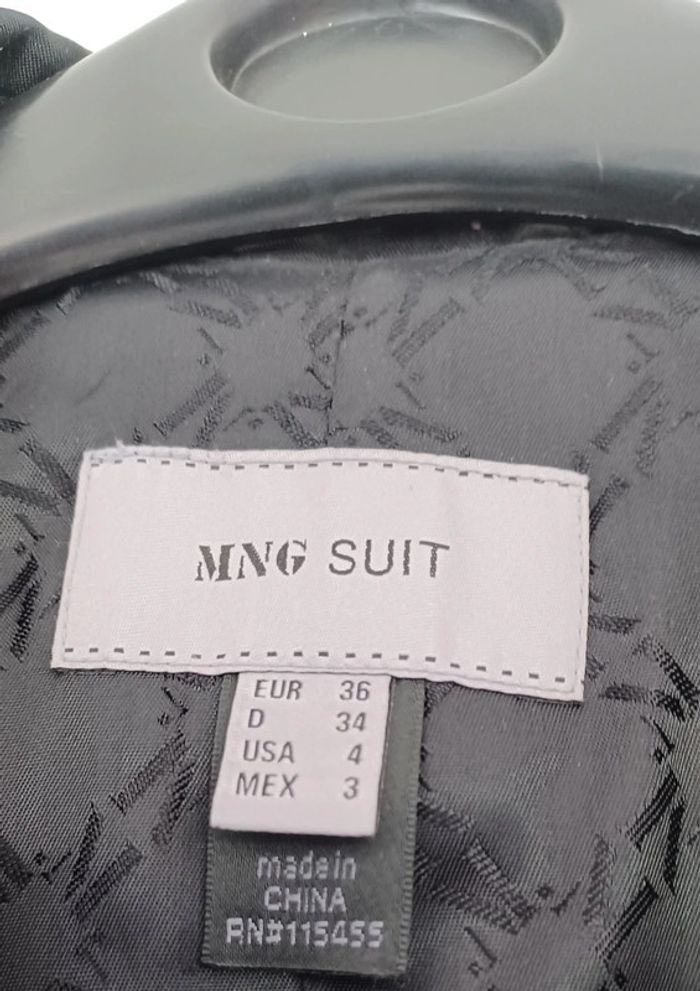 MNG SUIT
EUR 36
D 34
USA 4
MEX 3
made in
CHINA
RN#115455